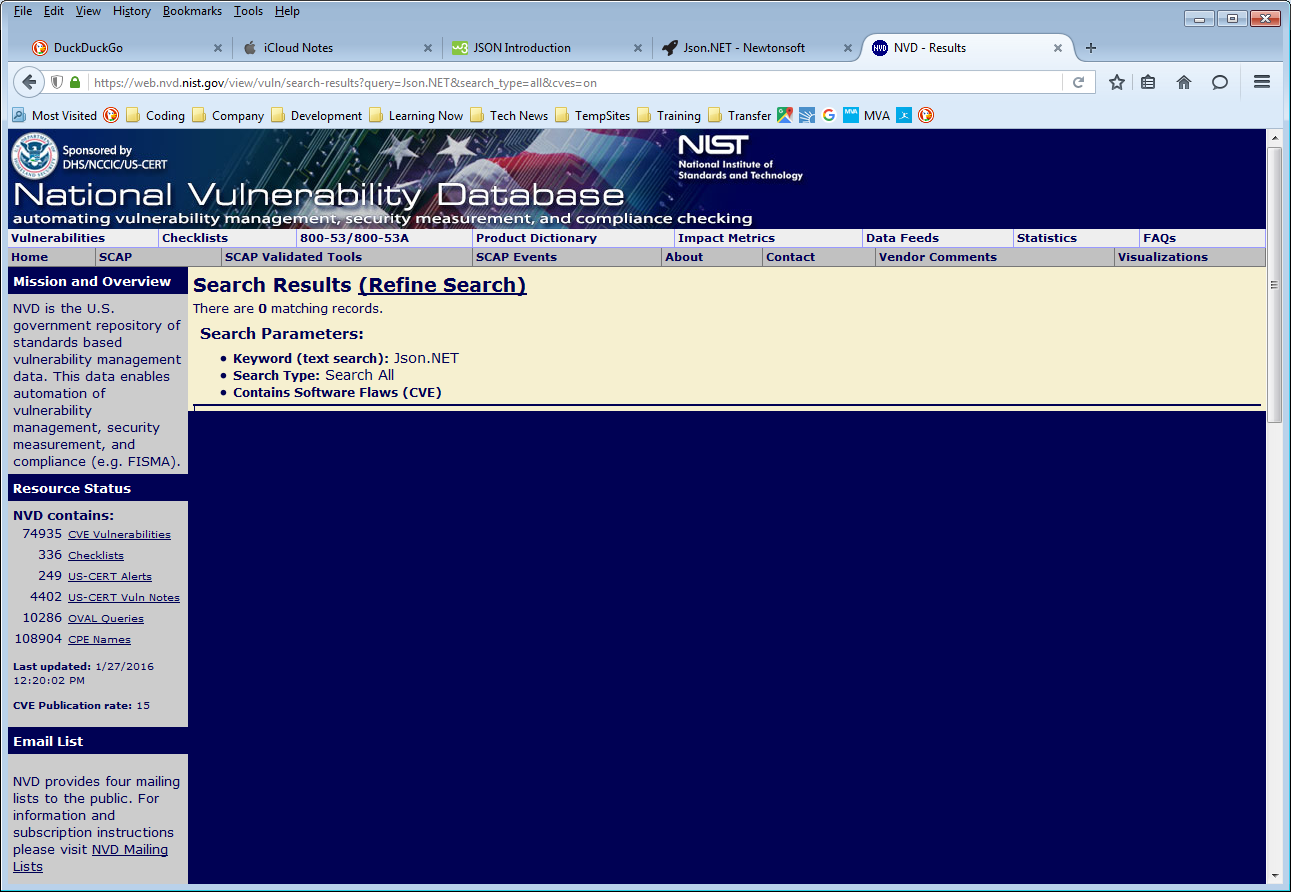 File Edit View History Bookmarks Tools Help
DuckDuckGo
iCloud Notes
w3 JSON Introduction
Json.NET - Newtonsoft
NVD NVD - Results
https://web.nvd.nist.gov/view/vuln/search-results?query=Json.NET&search_type=all&cves=on
Most Visited Coding Company Development Learning Now Tech News TempSites Training Transfer G MVA MVA
Sponsored by
DHS/NCCIC/US-CERT
NIST
National Institute of
Standards and Technology
National Vulnerability Database
automating vulnerability management, security measurement, and compliance checking
Vulnerabilities Checklists 800-53/800-53A Product Dictionary Impact Metrics Data Feeds Statistics FAQs
Home SCAP SCAP Validated Tools SCAP Events About Contact Vendor Comments Visualizations
Mission and Overview
NVD is the U.S.
government repository of
standards based
vulnerability management
data. This data enables
automation of
vulnerability
management, security
measurement, and
compliance (e.g. FISMA).
Resource Status
NVD contains:
74935 CVE Vulnerabilities
336 Checklists
249 US-CERT Alerts
4402 US-CERT Vuln Notes
10286 OVAL Queries
108904 CPE Names
Last updated: 1/27/2016
12:20:02 PM
CVE Publication rate: 15
Email List
NVD provides four mailing
lists to the public. For
information and
subscription instructions
please visit NVD Mailing
Lists
Search Results (Refine Search)
There are 0 matching records.
Search Parameters:
• Keyword (text search): Json.NET
• Search Type: Search All
• Contains Software Flaws (CVE)